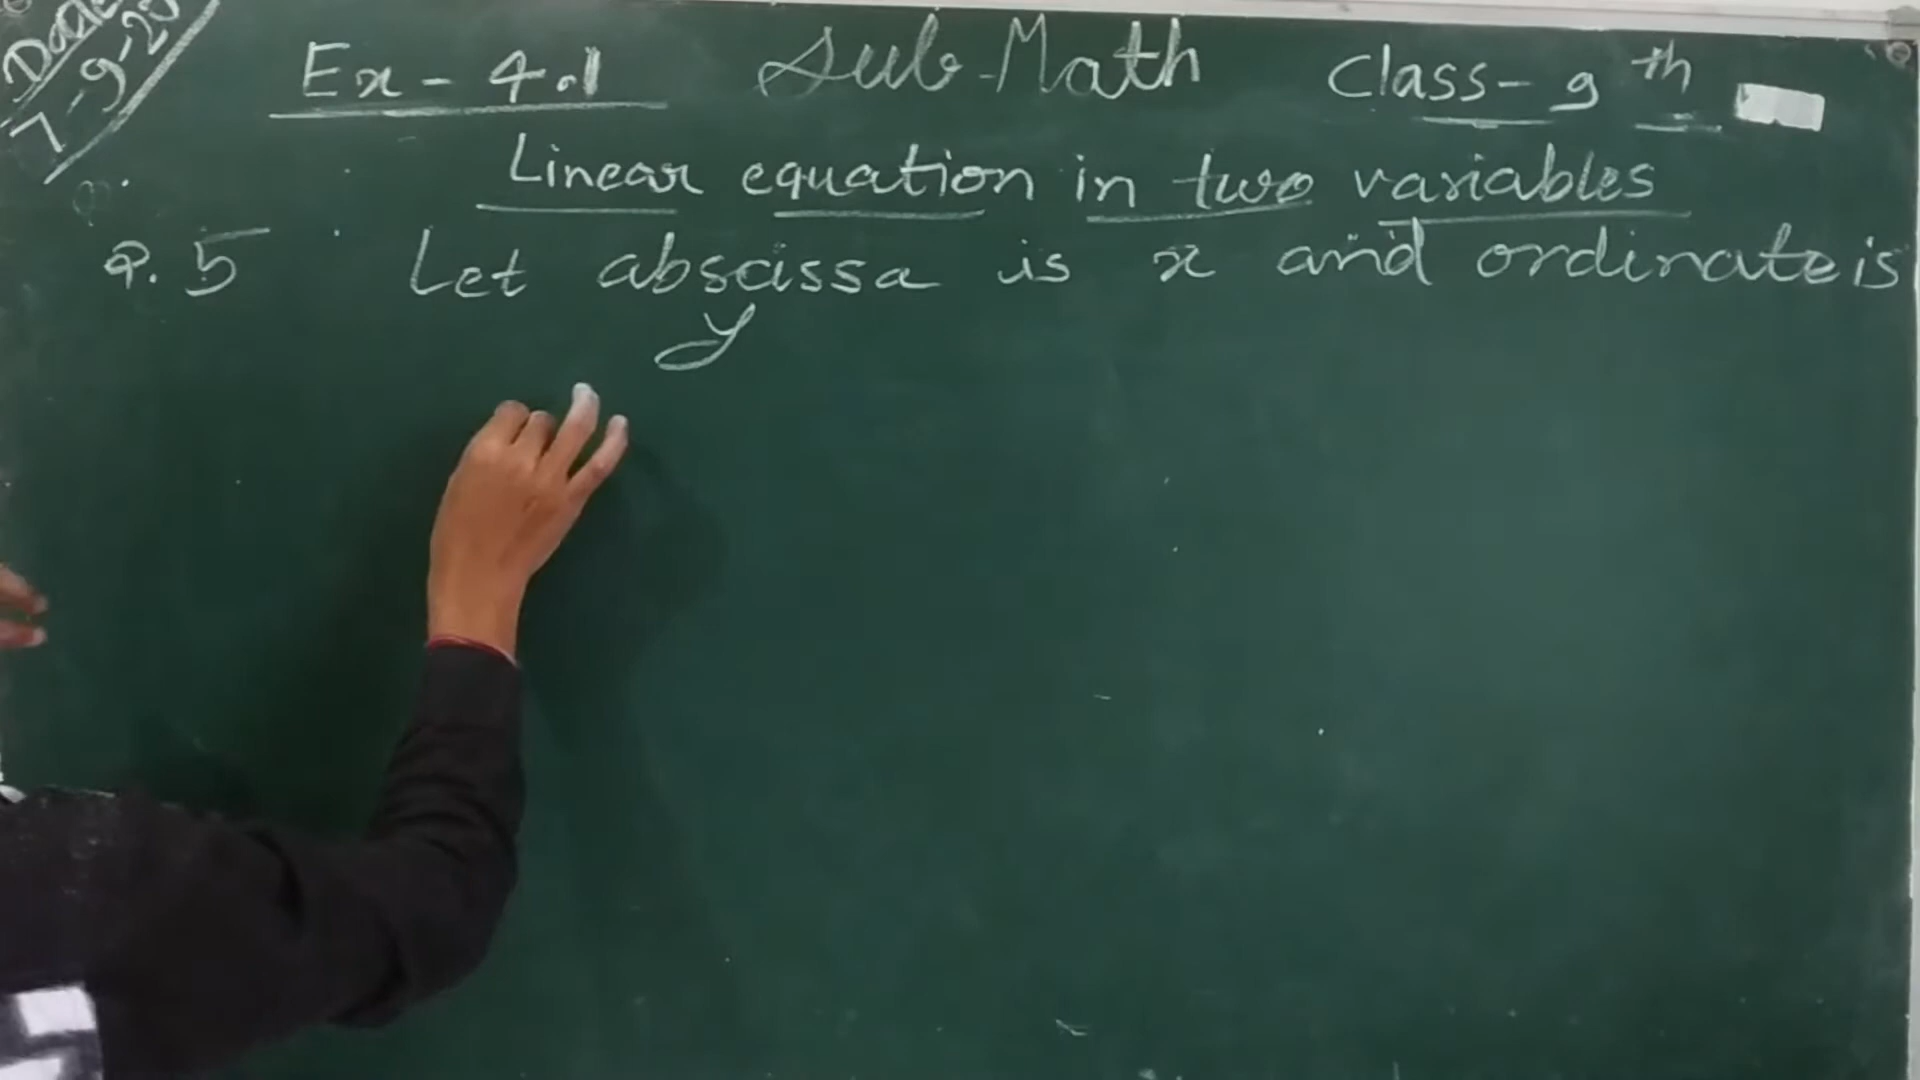 Date
7-9-20
Ex - 4.1 Sub-Math Class- 9th
Linear equation in two variables
Q. 5 Let abscissa is x and ordinate is
y